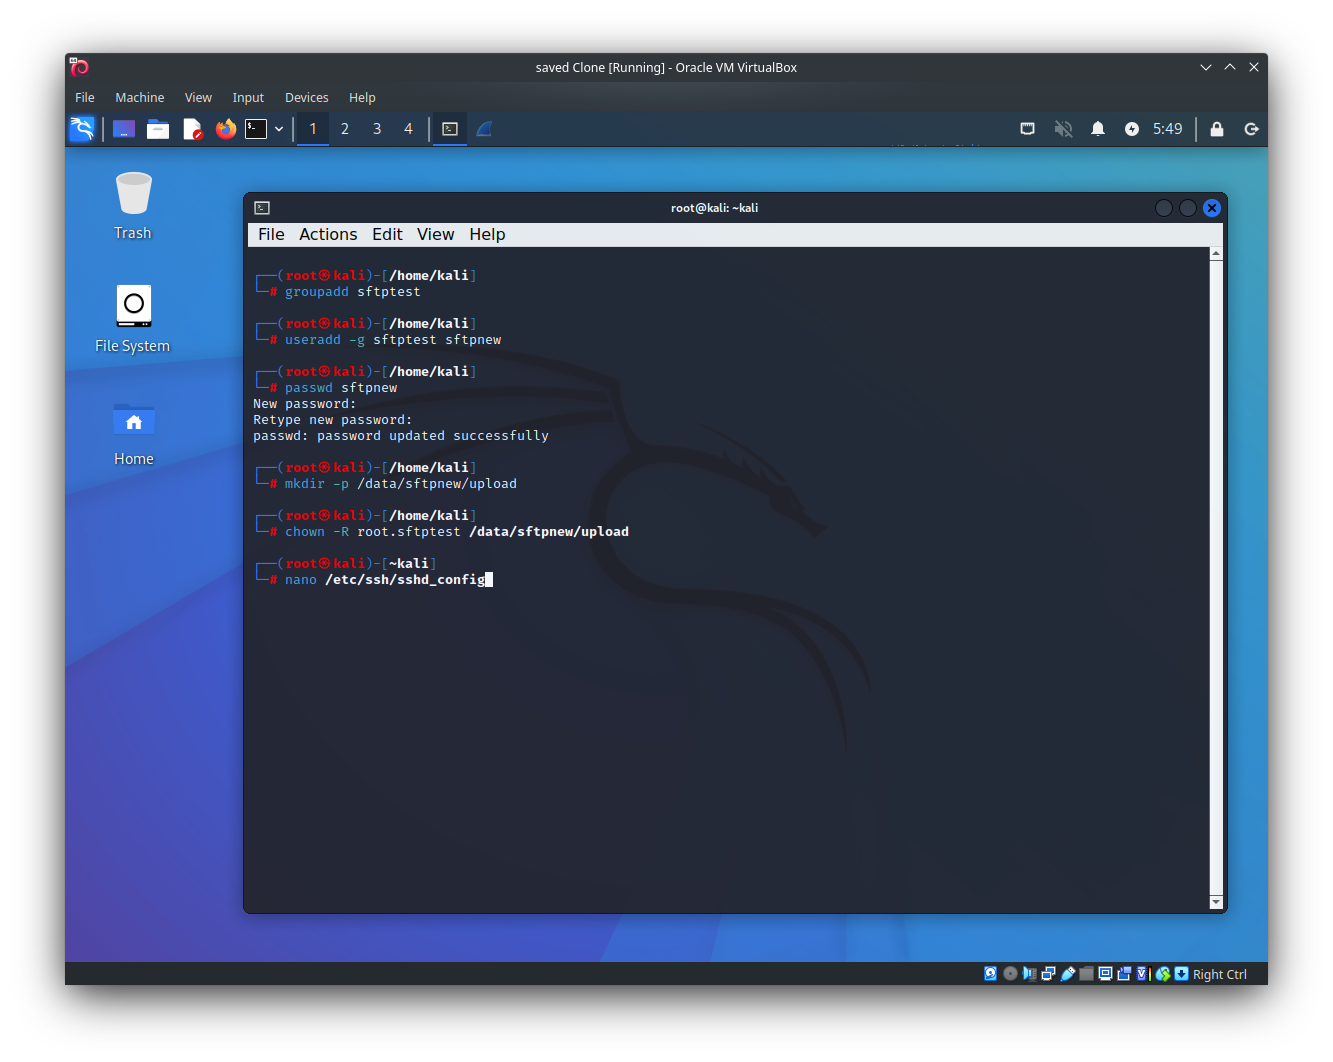 saved Clone [Running] - Oracle VM VirtualBox
File Machine View Input Devices Help
1 2 3 4 5:49
Trash
File System
Home
root@kali: ~kali
File Actions Edit View Help
┌──(root㉿kali)-[/home/kali]
└─# groupadd sftptest
┌──(root㉿kali)-[/home/kali]
└─# useradd -g sftptest sftpnew
┌──(root㉿kali)-[/home/kali]
└─# passwd sftpnew
New password:
Retype new password:
passwd: password updated successfully
┌──(root㉿kali)-[/home/kali]
└─# mkdir -p /data/sftpnew/upload
┌──(root㉿kali)-[/home/kali]
└─# chown -R root.sftptest /data/sftpnew/upload
┌──(root㉿kali)-[~kali]
└─# nano /etc/ssh/sshd_config
Right Ctrl